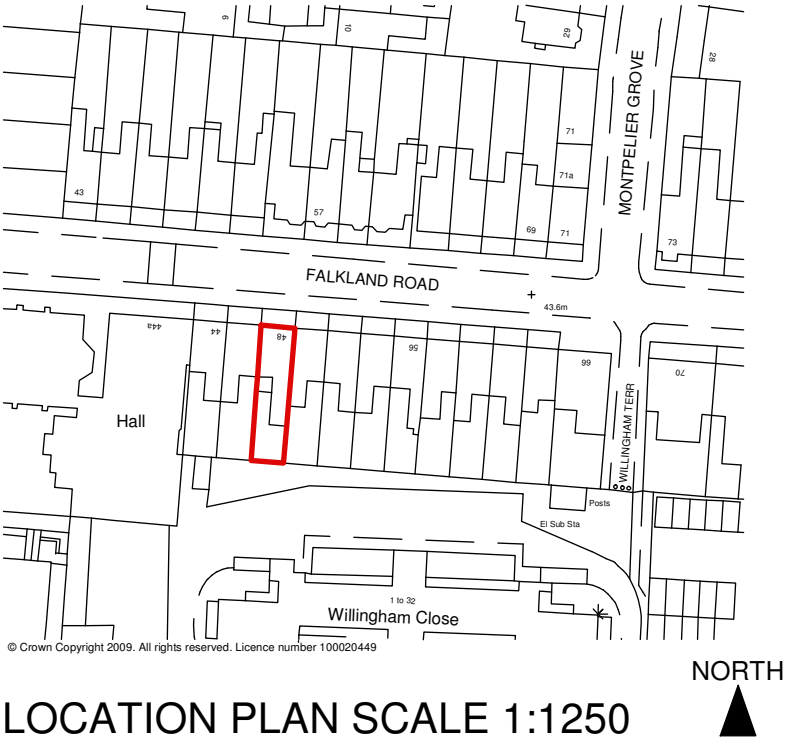 6
10
29
28
71
71a
43
57
69
71
73
MONTPELIER GROVE
FALKLAND ROAD
43.6m
44a
44
48
56
66
70
Hall
WILLINGHAM TERR
Posts
El Sub Sta
1 to 32
Willingham Close
© Crown Copyright 2009. All rights reserved. Licence number 100020449
NORTH
LOCATION PLAN SCALE 1:1250